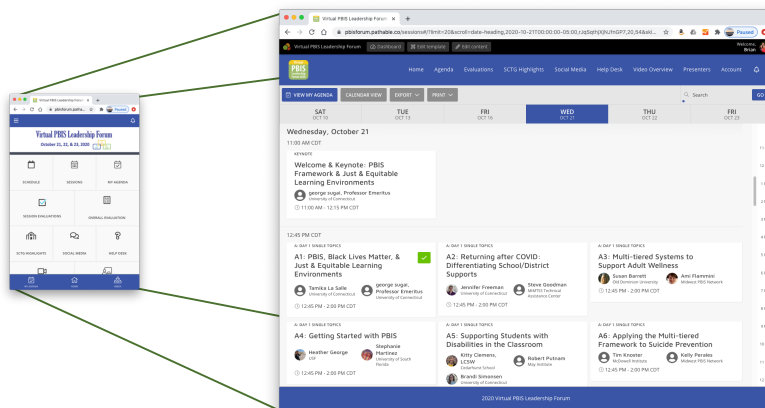 Virtual PBIS Leadership Forum
Virtual PBIS Leadership Forum
October 21, 22, & 23, 2020
SCHEDULE SESSIONS MY AGENDA
SESSION EVALUATIONS OVERALL EVALUATION
SCTG HIGHLIGHTS SOCIAL MEDIA HELP DESK
Virtual PBIS Leadership Forum
pbisforum.pathable.co/sessions#/?limit=20&scroll=date-heading,2020-10-21T00:00:00-05:00
Paused
Virtual PBIS Leadership Forum Dashboard Edit template Edit content
Welcome,
Brian
PBIS
Home Agenda Evaluations SCTG Highlights Social Media Help Desk Video Overview Presenters Account
VIEW MY AGENDA CALENDAR VIEW EXPORT PRINT Search GO
SAT TUE FRI WED THU FRI
OCT 10 OCT 13 OCT 16 OCT 21 OCT 22 OCT 23
Wednesday, October 21
11:00 AM CDT
KEYNOTE
Welcome & Keynote: PBIS
Framework & Just & Equitable
Learning Environments
george sugai, Professor Emeritus
University of Connecticut
11:00 AM - 12:15 PM CDT
12:45 PM CDT
A: DAY 1 SINGLE TOPICS
A1: PBIS, Black Lives Matter, &
Just & Equitable Learning
Environments
Tamika La Salle
University of Connecticut
george sugai,
Professor Emeritus
University of Connecticut
12:45 PM - 2:00 PM CDT
A: DAY 1 SINGLE TOPICS
A2: Returning after COVID:
Differentiating School/District
Supports
Jennifer Freeman
University of Connecticut
Steve Goodman
MiMTSS Technical
Assistance Center
12:45 PM - 2:00 PM CDT
A: DAY 1 SINGLE TOPICS
A3: Multi-tiered Systems to
Support Adult Wellness
Susan Barrett
Old Dominion University
Ami Flammini
Midwest PBIS Network
12:45 PM - 2:00 PM CDT
A: DAY 1 SINGLE TOPICS
A4: Getting Started with PBIS
Heather George
USF
Stephanie
Martinez
University of South
Florida
12:45 PM - 2:00 PM CDT
A: DAY 1 SINGLE TOPICS
A5: Supporting Students with
Disabilities in the Classroom
Kitty Clemens,
LCSW
Cedarhurst School
Robert Putnam
May Institute
Brandi Simonsen
University of Connecticut
A: DAY 1 SINGLE TOPICS
A6: Applying the Multi-tiered
Framework to Suicide Prevention
Tim Knoster
McDowell Institute
Kelly Perales
Midwest PBIS Network
12:45 PM - 2:00 PM CDT
2020 Virtual PBIS Leadership Forum